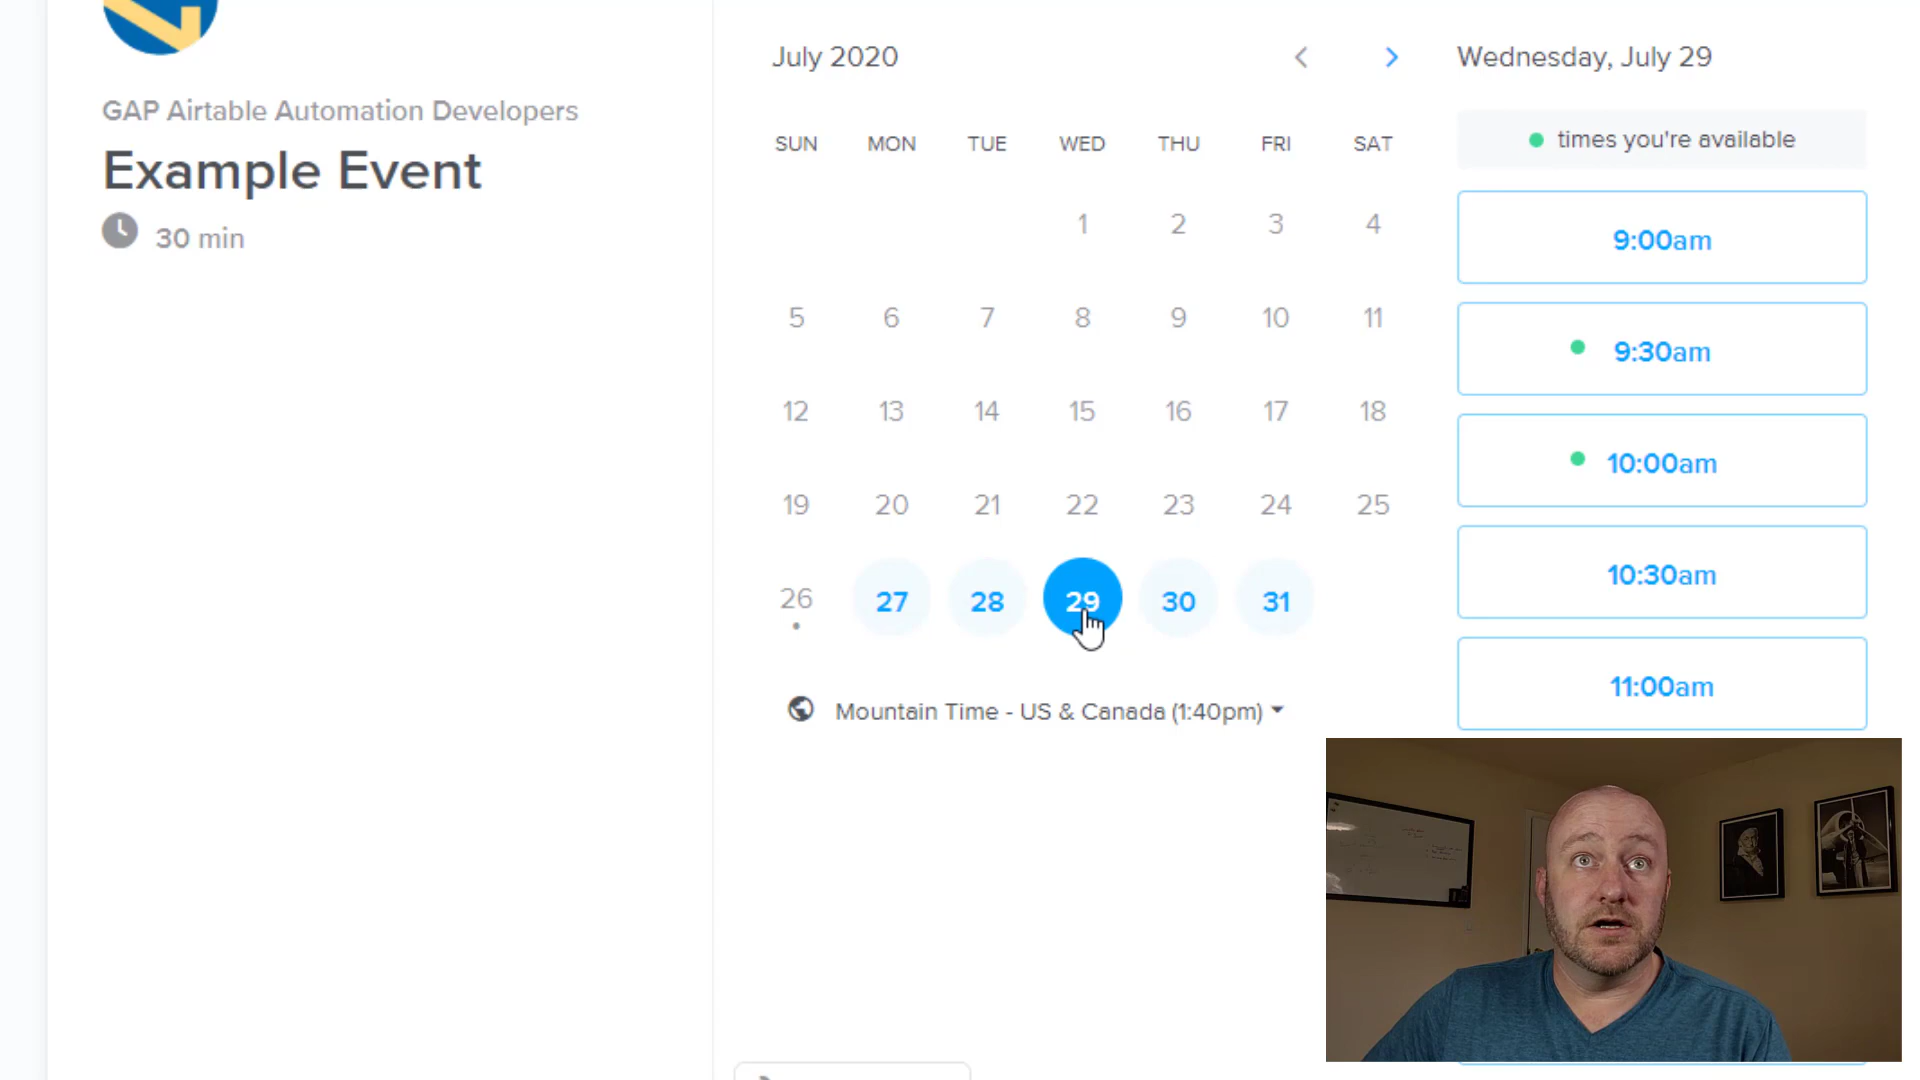 GAP Airtable Automation Developers
Example Event
30 min
July 2020
SUN MON TUE WED THU FRI SAT
1 2 3 4
5 6 7 8 9 10 11
12 13 14 15 16 17 18
19 20 21 22 23 24 25
26 27 28 29 30 31
Mountain Time - US & Canada (1:40pm)
Wednesday, July 29
times you're available
9:00am
9:30am
10:00am
10:30am
11:00am